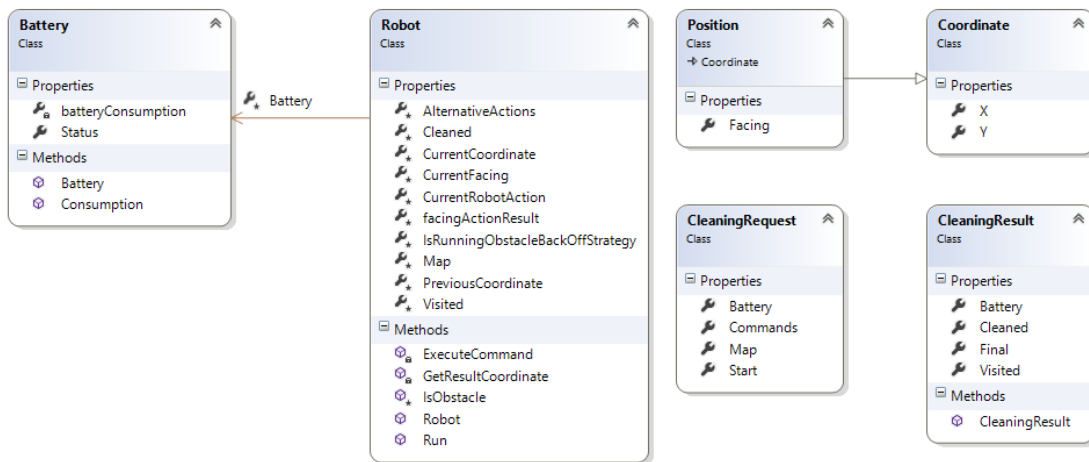 Battery
Class
Properties
batteryConsumption
Status
Methods
Battery
Consumption
Battery
Robot
Class
Properties
AlternativeActions
Cleaned
CurrentCoordinate
CurrentFacing
CurrentRobotAction
facingActionResult
IsRunningObstacleBackOffStrategy
Map
PreviousCoordinate
Visited
Methods
ExecuteCommand
GetResultCoordinate
IsObstacle
Robot
Run
Position
Class
Coordinate
Properties
Facing
Coordinate
Class
Properties
X
Y
CleaningRequest
Class
Properties
Battery
Commands
Map
Start
CleaningResult
Class
Properties
Battery
Cleaned
Final
Visited
Methods
CleaningResult